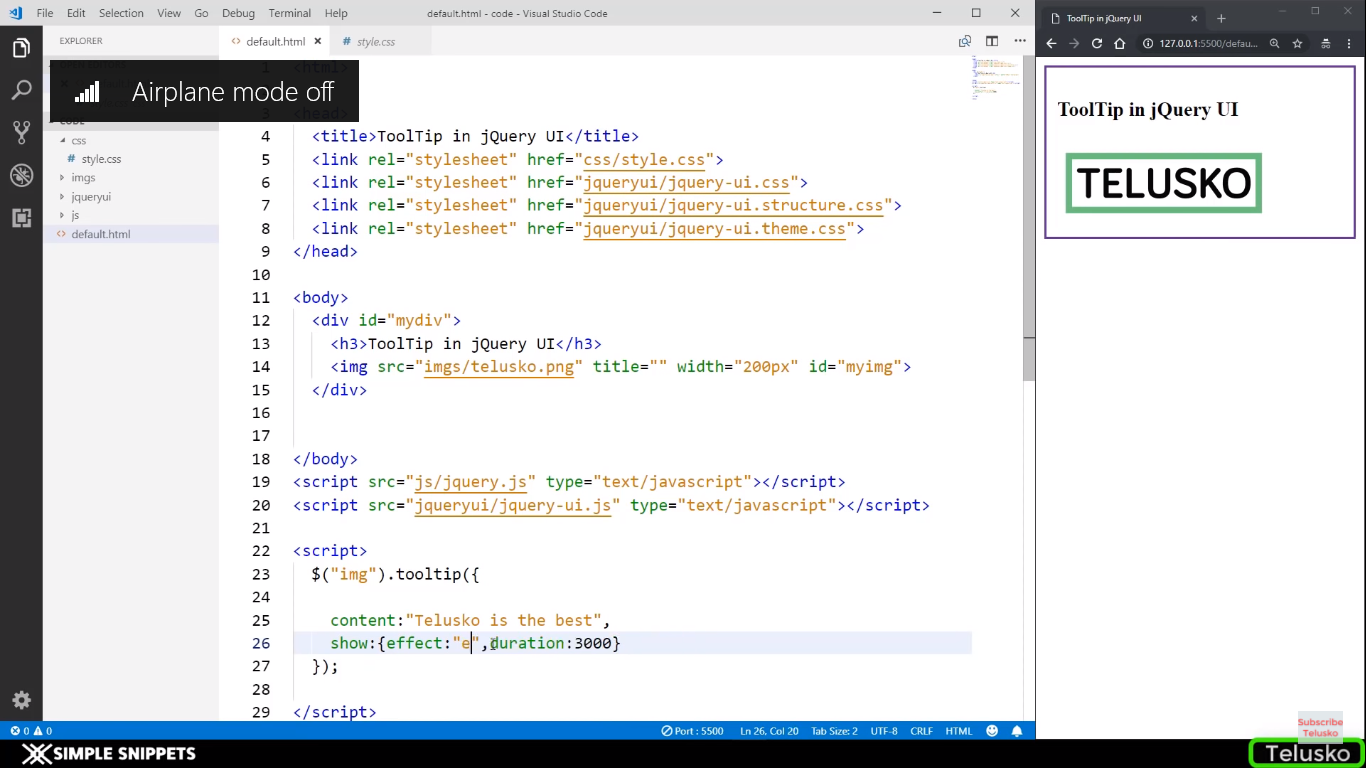 File Edit Selection View Go Debug Terminal Help default.html - code - Visual Studio Code
ToolTip in jQuery UI
EXPLORER
default.html
style.css
127.0.0.1:5500/defau...
Airplane mode off
CODE
css
style.css
imgs
jqueryui
js
default.html
1 <html>
3 <head>
4 <title>ToolTip in jQuery UI</title>
5 <link rel="stylesheet" href="css/style.css">
6 <link rel="stylesheet" href="jqueryui/jquery-ui.css">
7 <link rel="stylesheet" href="jqueryui/jquery-ui.structure.css">
8 <link rel="stylesheet" href="jqueryui/jquery-ui.theme.css">
9 </head>
10
11 <body>
12 <div id="mydiv">
13 <h3>ToolTip in jQuery UI</h3>
14 <img src="imgs/telusko.png" title="" width="200px" id="myimg">
15 </div>
16
17
18 </body>
19 <script src="js/jquery.js" type="text/javascript"></script>
20 <script src="jqueryui/jquery-ui.js" type="text/javascript"></script>
21
22 <script>
23 $("img").tooltip({
24
25 content:"Telusko is the best",
26 show:{effect:"e",duration:3000}
27 });
28
29 </script>
ToolTip in jQuery UI
TELUSKO
0 0 Port : 5500 Ln 26, Col 20 Tab Size: 2 UTF-8 CRLF HTML
Subscribe
Telusko
SIMPLE SNIPPETS
Telusko